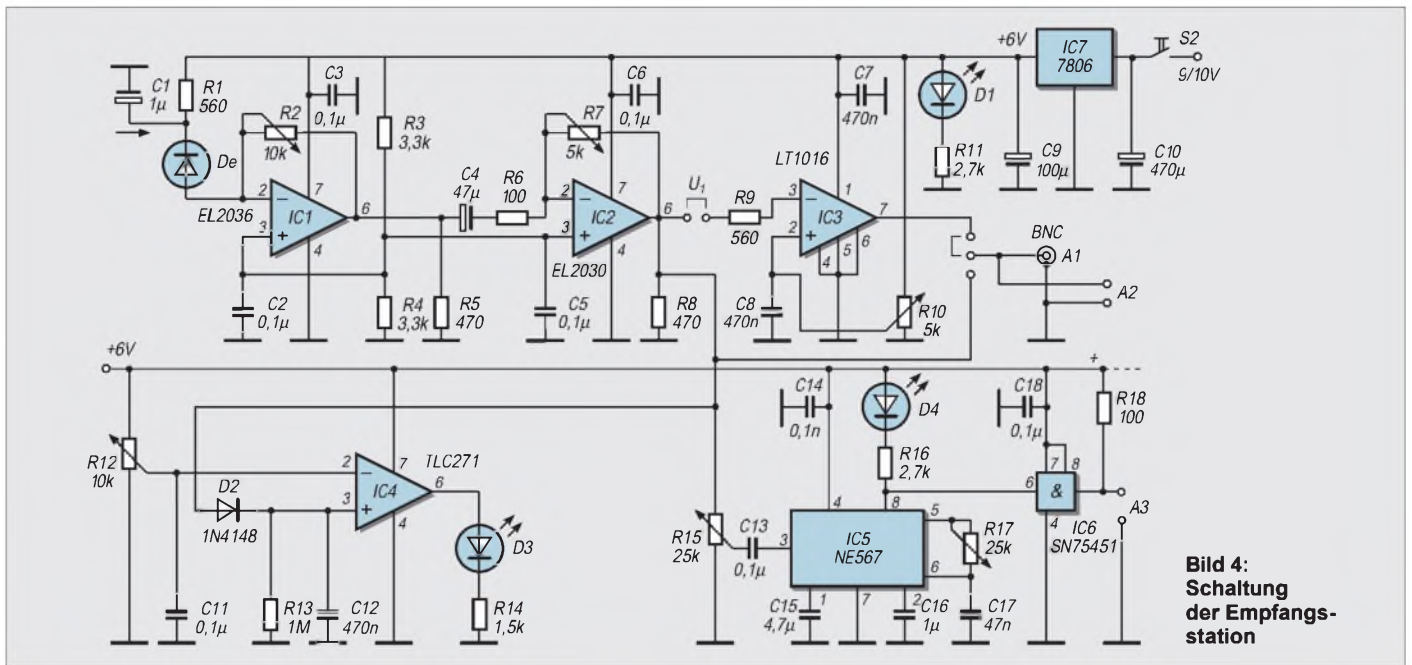 C1
1µ
R1
560
De
EL2036
2
−
3
+
IC1
7
6
4
C2
0,1µ
R2
10k
C3
0,1µ
R3
3,3k
R4
3,3k
R5
470
C4
47µ
R6
100
R7
5k
C6
0,1µ
2
−
3
+
IC2
7
6
4
EL2030
C5
0,1µ
R8
470
U1
R9
560
LT1016
3
−
2
+
IC3
1
7
4
5
6
C7
470n
C8
470n
R10
5k
D1
R11
2,7k
+6V
C9
100µ
IC7
7806
C10
470µ
S2
9/10V
BNC
A1
A2
+6V
R12
10k
C11
0,1µ
D2
1N4148
R13
1M
C12
470n
2
−
3
+
IC4
7
6
4
TLC271
D3
R14
1,5k
R15
25k
C13
0,1µ
C14
0,1n
3
4
8
5
6
IC5
NE567
1
7
2
C15
4,7µ
C16
1µ
R17
25k
C17
47n
D4
R16
2,7k
C18
0,1µ
+
R18
100
6
7
8
&
4
IC6
SN75451
A3
Bild 4:
Schaltung
der Empfangs-
station